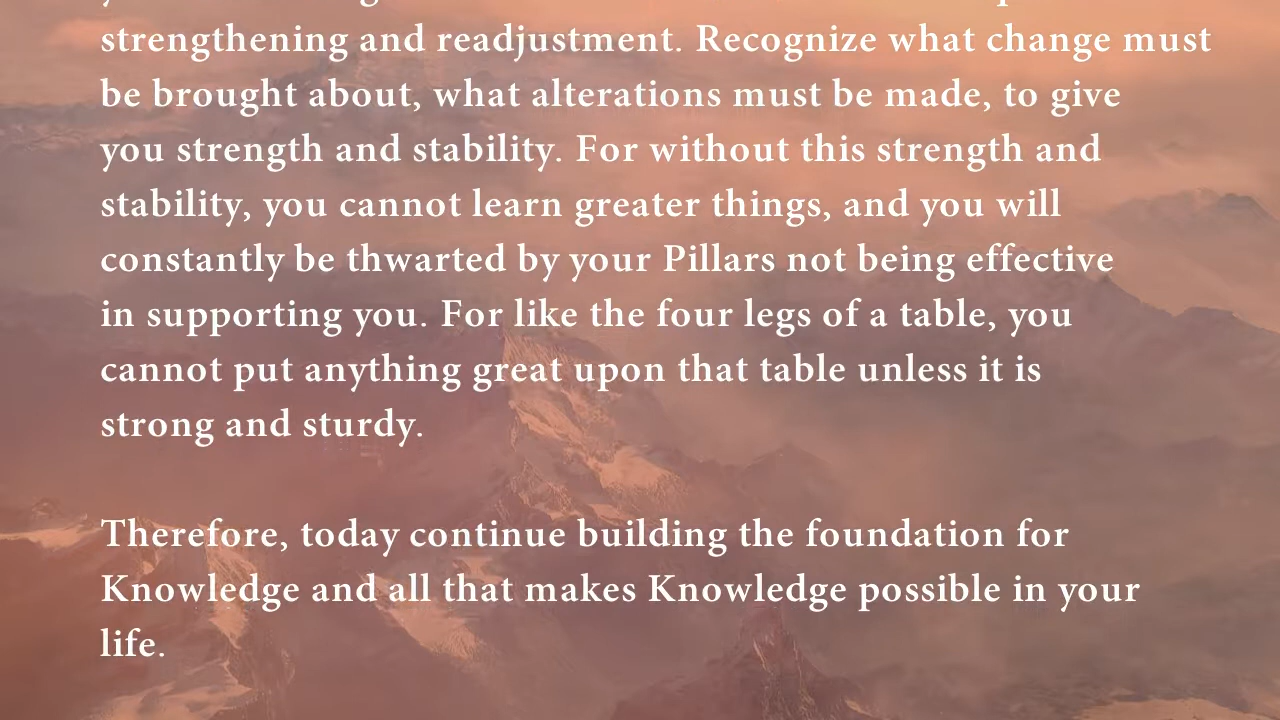 strengthening and readjustment. Recognize what change must
be brought about, what alterations must be made, to give
you strength and stability. For without this strength and
stability, you cannot learn greater things, and you will
constantly be thwarted by your Pillars not being effective
in supporting you. For like the four legs of a table, you
cannot put anything great upon that table unless it is
strong and sturdy.
Therefore, today continue building the foundation for
Knowledge and all that makes Knowledge possible in your
life.